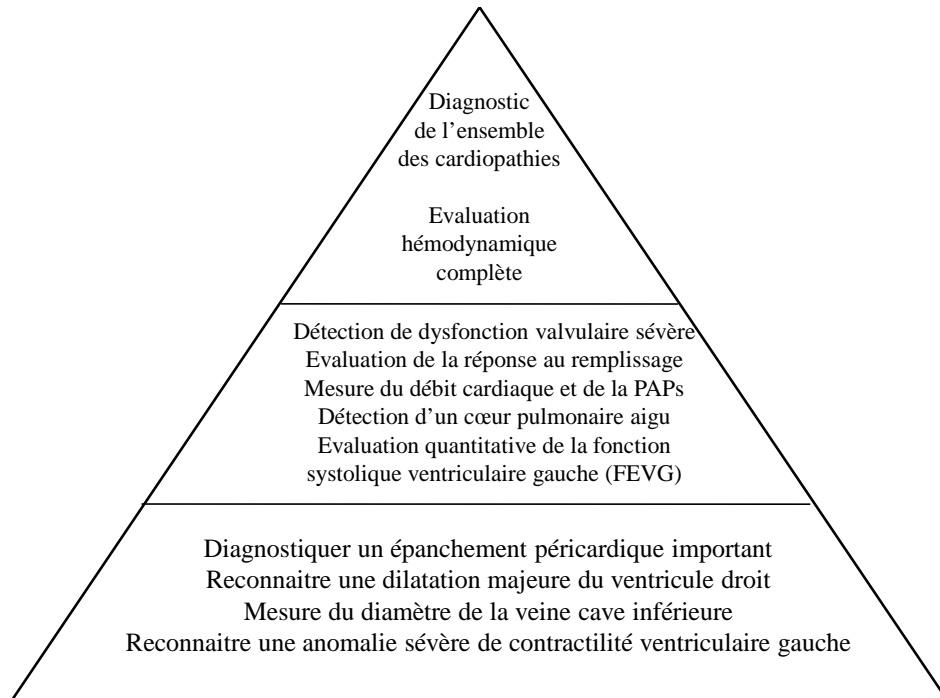 Diagnostic
de l’ensemble
des cardiopathies
Evaluation
hémodynamique
complète
Détection de dysfonction valvulaire sévère
Evaluation de la réponse au remplissage
Mesure du débit cardiaque et de la PAPs
Détection d’un cœur pulmonaire aigu
Evaluation quantitative de la fonction
systolique ventriculaire gauche (FEVG)
Diagnostiquer un épanchement péricardique important
Reconnaitre une dilatation majeure du ventricule droit
Mesure du diamètre de la veine cave inférieure
Reconnaitre une anomalie sévère de contractilité ventriculaire gauche